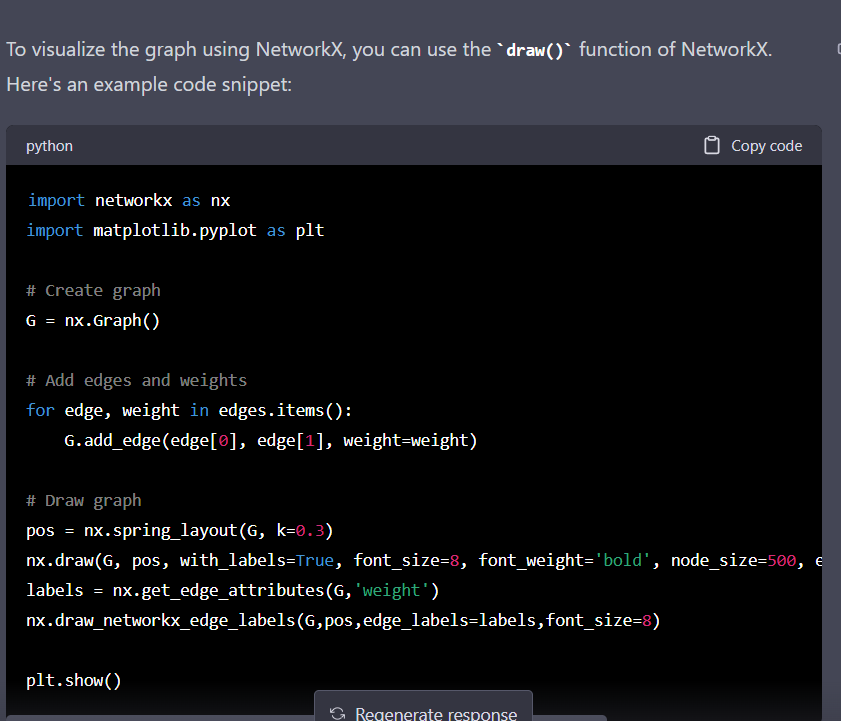 To visualize the graph using NetworkX, you can use the `draw()` function of NetworkX.
Here's an example code snippet:
python
Copy code
import networkx as nx
import matplotlib.pyplot as plt
# Create graph
G = nx.Graph()
# Add edges and weights
for edge, weight in edges.items():
    G.add_edge(edge[0], edge[1], weight=weight)
# Draw graph
pos = nx.spring_layout(G, k=0.3)
nx.draw(G, pos, with_labels=True, font_size=8, font_weight='bold', node_size=500,
labels = nx.get_edge_attributes(G,'weight')
nx.draw_networkx_edge_labels(G,pos,edge_labels=labels,font_size=8)
plt.show()
Regenerate response